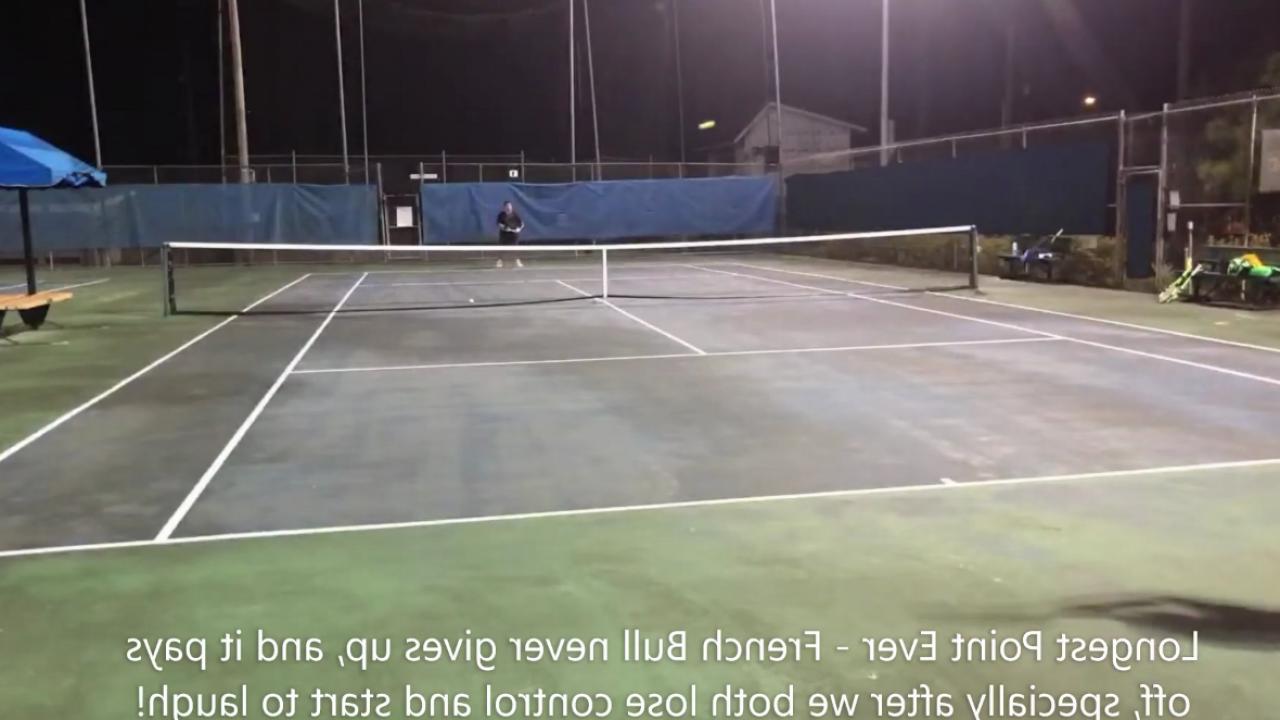 Longest Point Ever - French Bull never gives up, and it pays
off, specially after we both lose control and start to laugh!